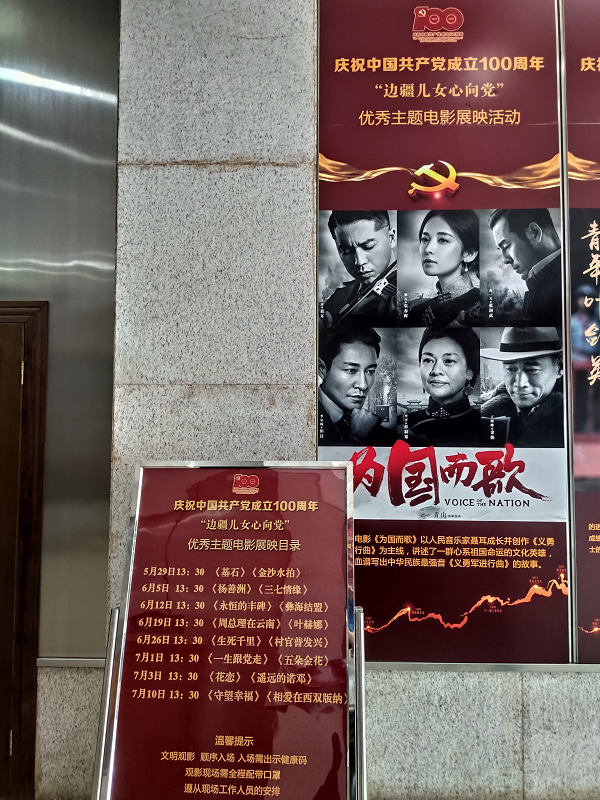 庆祝中国共产党成立100周年
“边疆儿女心向党”
优秀主题电影展映活动
为国而歌
VOICE OF THE NATION
电影《为国而歌》以人民音乐家聂耳成长并创作《义勇
行曲》为主线，讲述了一群心系祖国命运的文化英雄，
血谱写出中华民族最强音《义勇军进行曲》的故事。
青年叶剑英
庆祝中国共产党成立100周年
“边疆儿女心向党”
优秀主题电影展映目录
5月29日13：30 《基石》《金沙水拍》
6月5日 13：30 《杨善洲》《三七情缘》
6月12日 13：30 《永恒的丰碑》《彝海结盟》
6月19日 13：30 《周总理在云南》《叶赫娜》
6月26日 13：30 《生死千里》《村官普发兴》
7月1日 13：30 《一生跟党走》《五朵金花》
7月3日 13：30 《花恋》《遥远的诺邓》
7月10日 13：30 《守望幸福》《相爱在西双版纳》
温馨提示
文明观影 顺序入场 入场需出示健康码
观影现场需全程配带口罩
遵从现场工作人员的安排